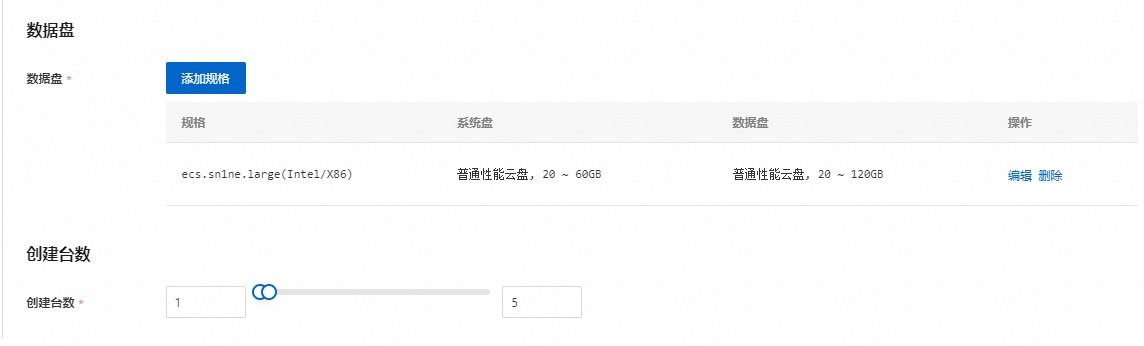 数据盘
数据盘 *
添加规格
规格 系统盘 数据盘 操作
ecs.sn1ne.large(Intel/X86) 普通性能云盘, 20 ~ 60GB 普通性能云盘, 20 ~ 120GB 编辑 删除
创建台数
创建台数 * 1 5